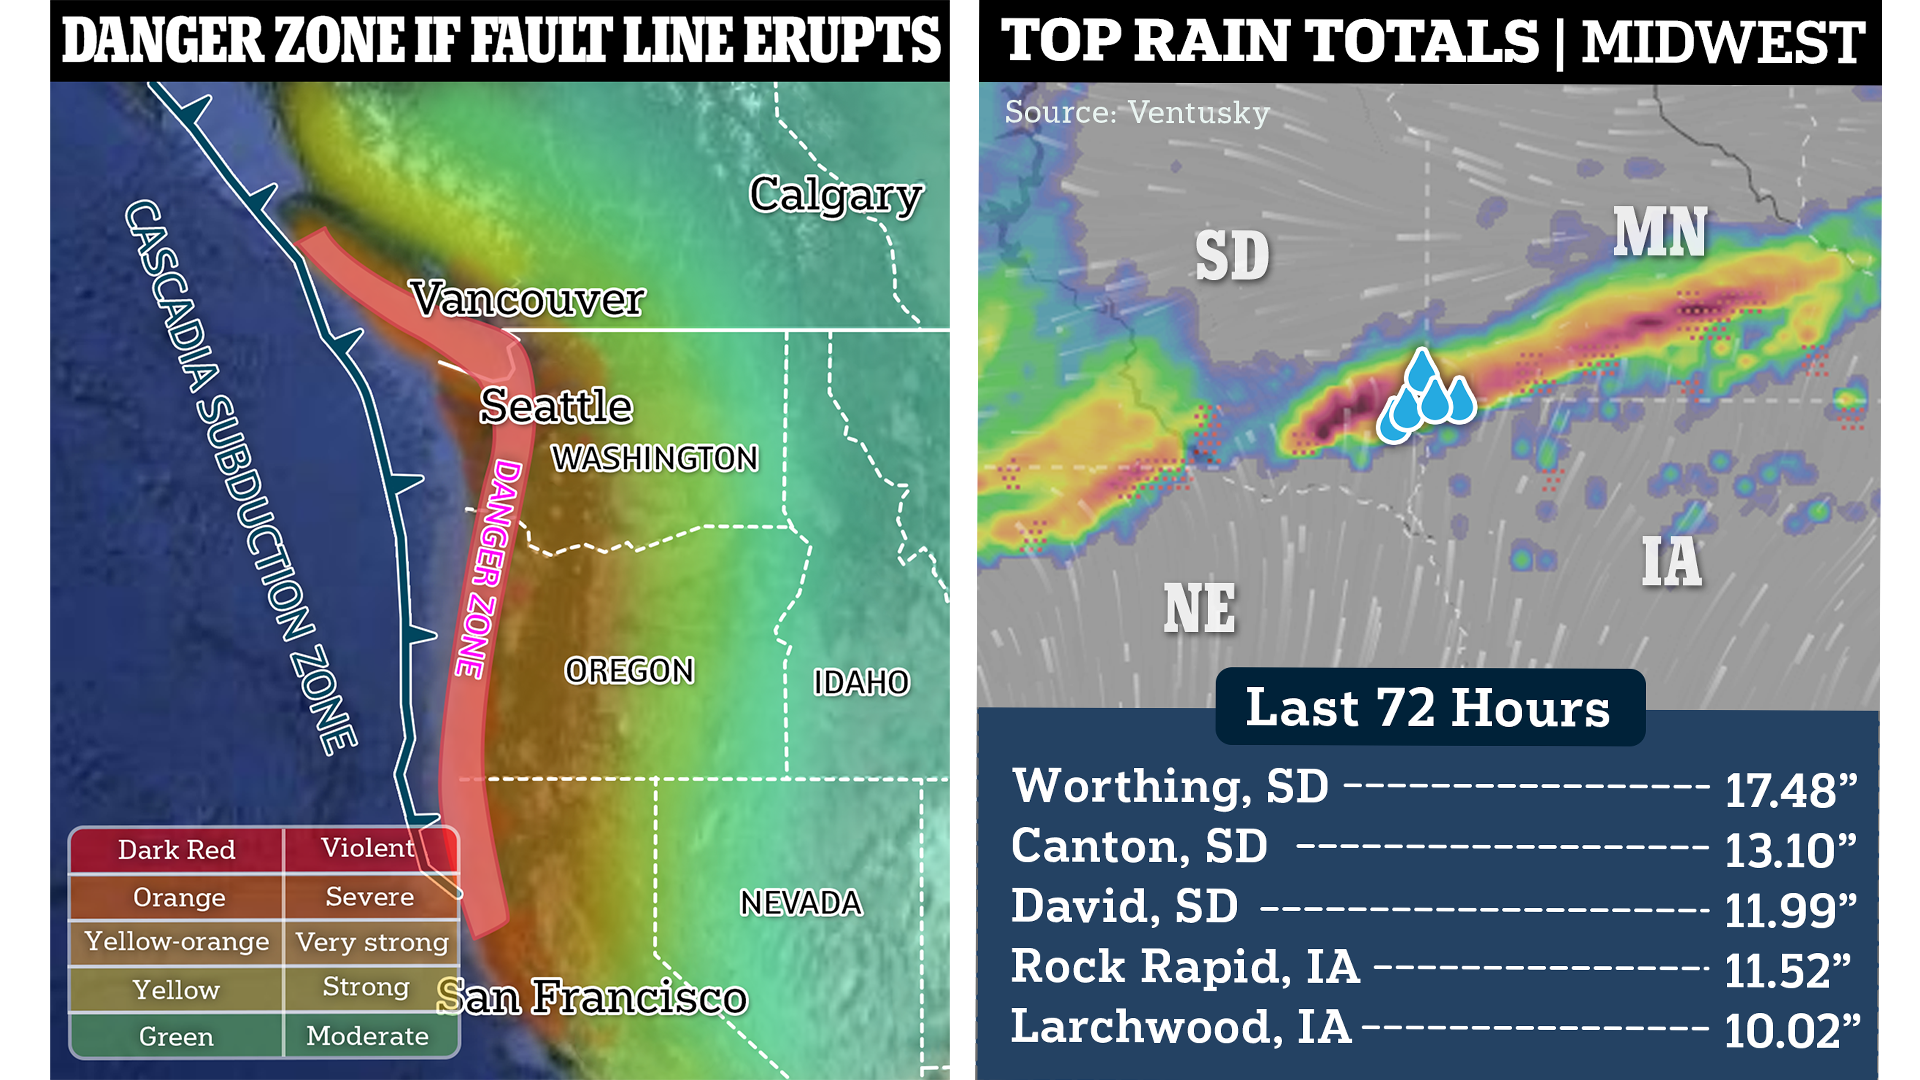 DANGER ZONE IF FAULT LINE ERUPTS
Calgary
CASCADIA SUBDUCTION ZONE
Vancouver
Seattle
WASHINGTON
DANGER ZONE
OREGON
IDAHO
NEVADA
San Francisco
Dark Red Violent
Orange Severe
Yellow-orange Very strong
Yellow Strong
Green Moderate
TOP RAIN TOTALS | MIDWEST
Source: Ventusky
SD
MN
IA
NE
Last 72 Hours
Worthing, SD 17.48”
Canton, SD 13.10”
David, SD 11.99”
Rock Rapid, IA 11.52”
Larchwood, IA 10.02”